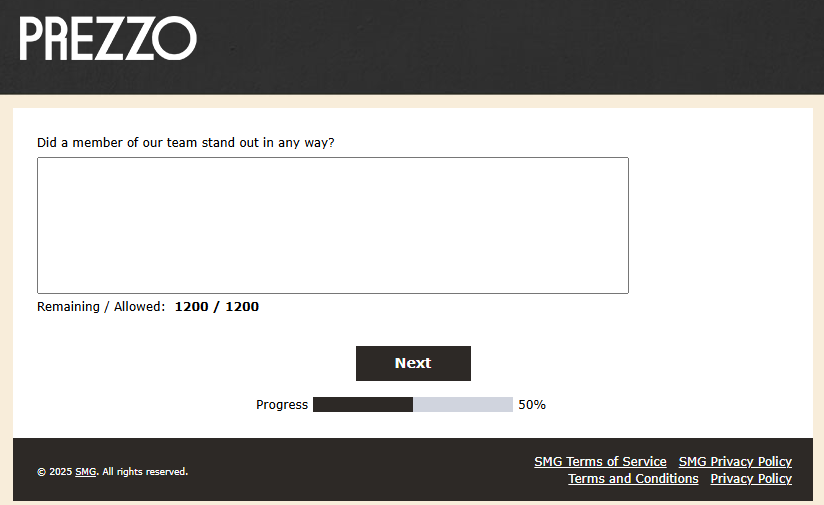 PREZZO
Did a member of our team stand out in any way?
Remaining / Allowed: 1200 / 1200
Next
Progress 50%
© 2025 SMG. All rights reserved.
SMG Terms of Service SMG Privacy Policy
Terms and Conditions Privacy Policy